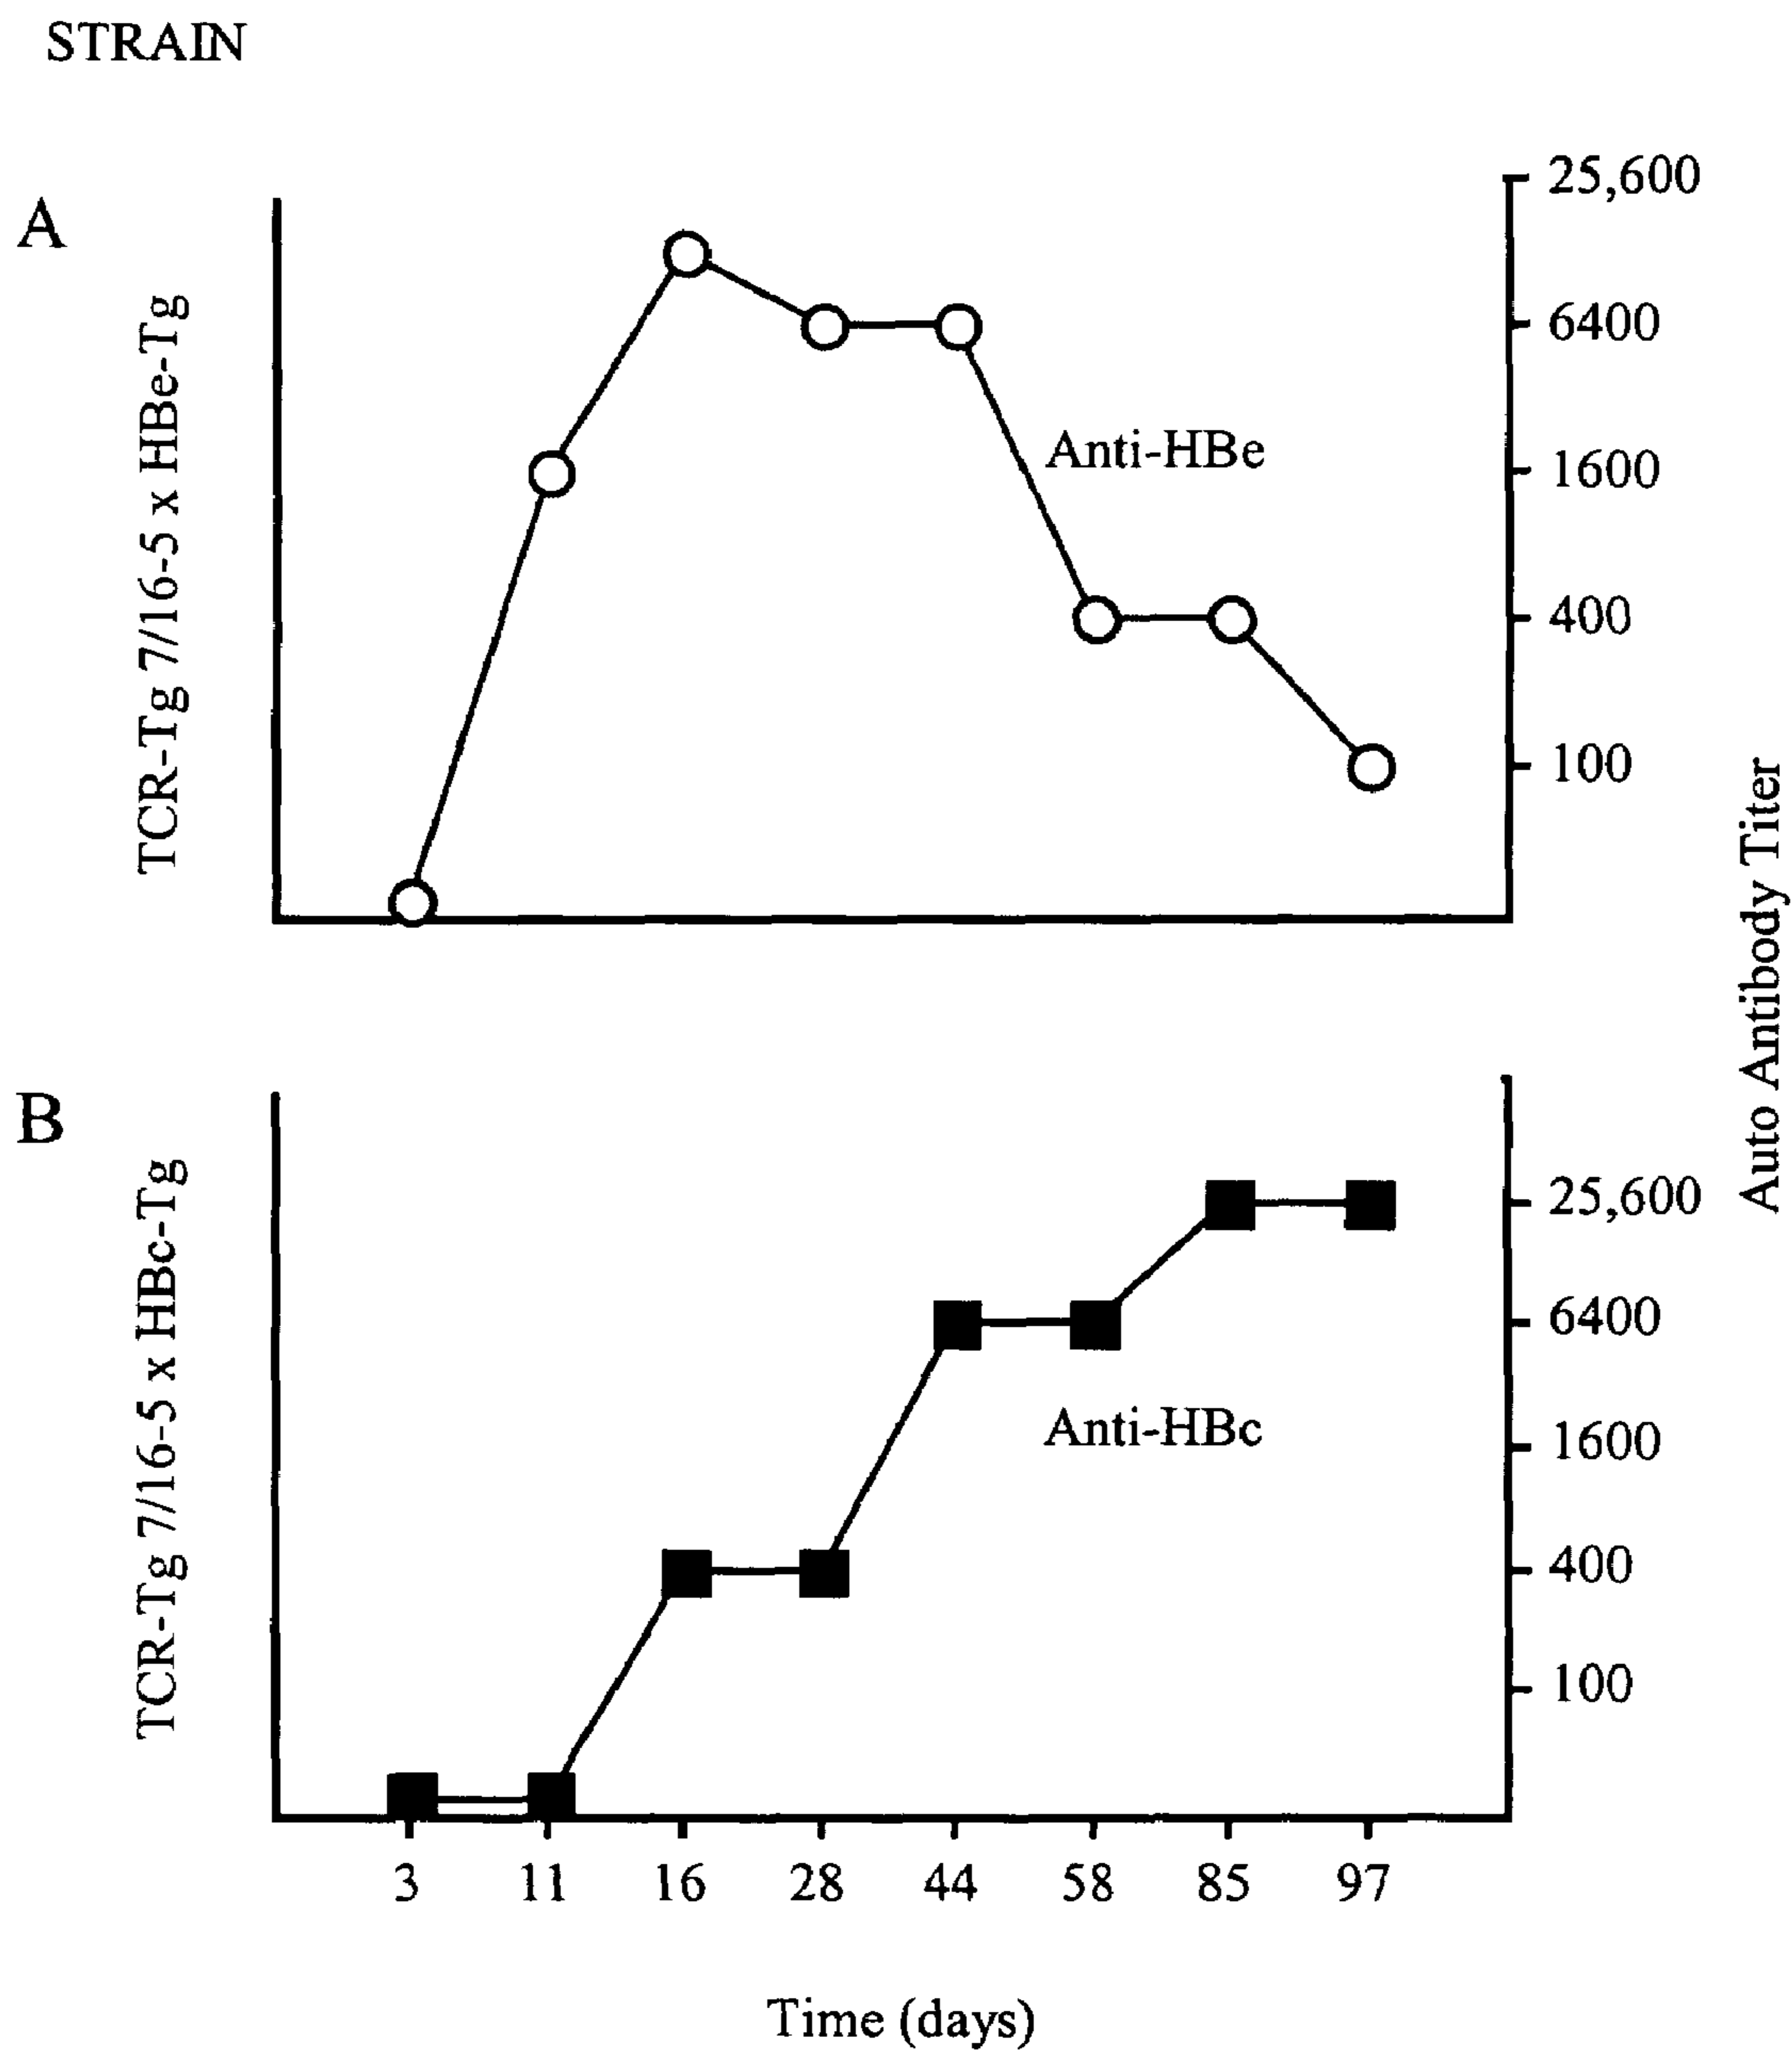 STRAIN
A
TCR-Tg 7/16-5 x HBe-Tg
25,600
6400
1600
400
100
Anti-HBe
Auto Antibody Titer
B
TCR-Tg 7/16-5 x HBc-Tg
25,600
6400
1600
400
100
Anti-HBc
3 11 16 28 44 58 85 97
Time (days)